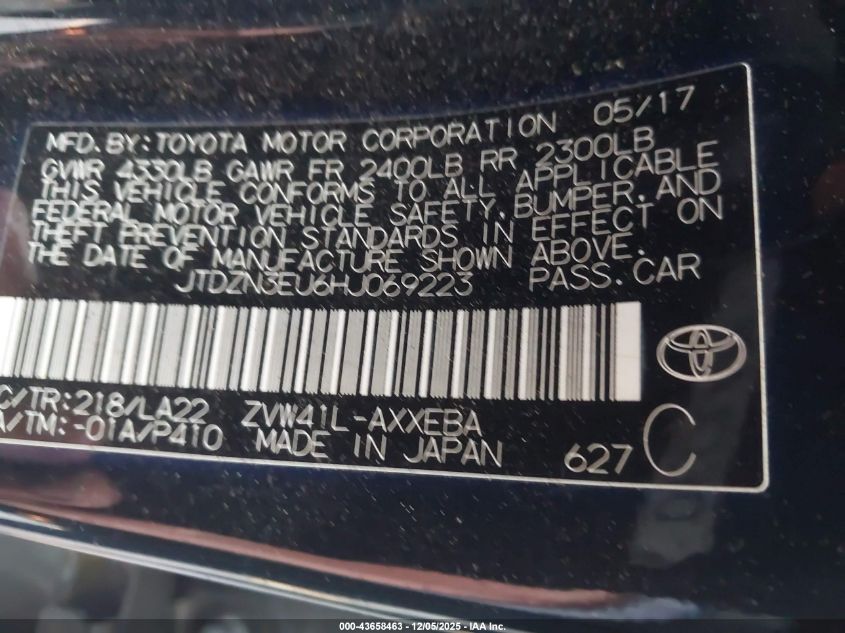 MFD. BY: TOYOTA MOTOR CORPORATION 05/17
GVWR 4330LB GAWR FR 2400LB RR 2300LB
THIS VEHICLE CONFORMS TO ALL APPLICABLE
FEDERAL MOTOR VEHICLE SAFETY, BUMPER, AND
THEFT PREVENTION STANDARDS IN EFFECT ON
THE DATE OF MANUFACTURE SHOWN ABOVE.
JTDZN3EU6HJ069223 PASS. CAR
C/TR: 218/LA22 ZVW41L-AXXEBA
A/TM: -01A/P410 MADE IN JAPAN 627 C
000-43658463 - 12/05/2025 - IAA Inc.